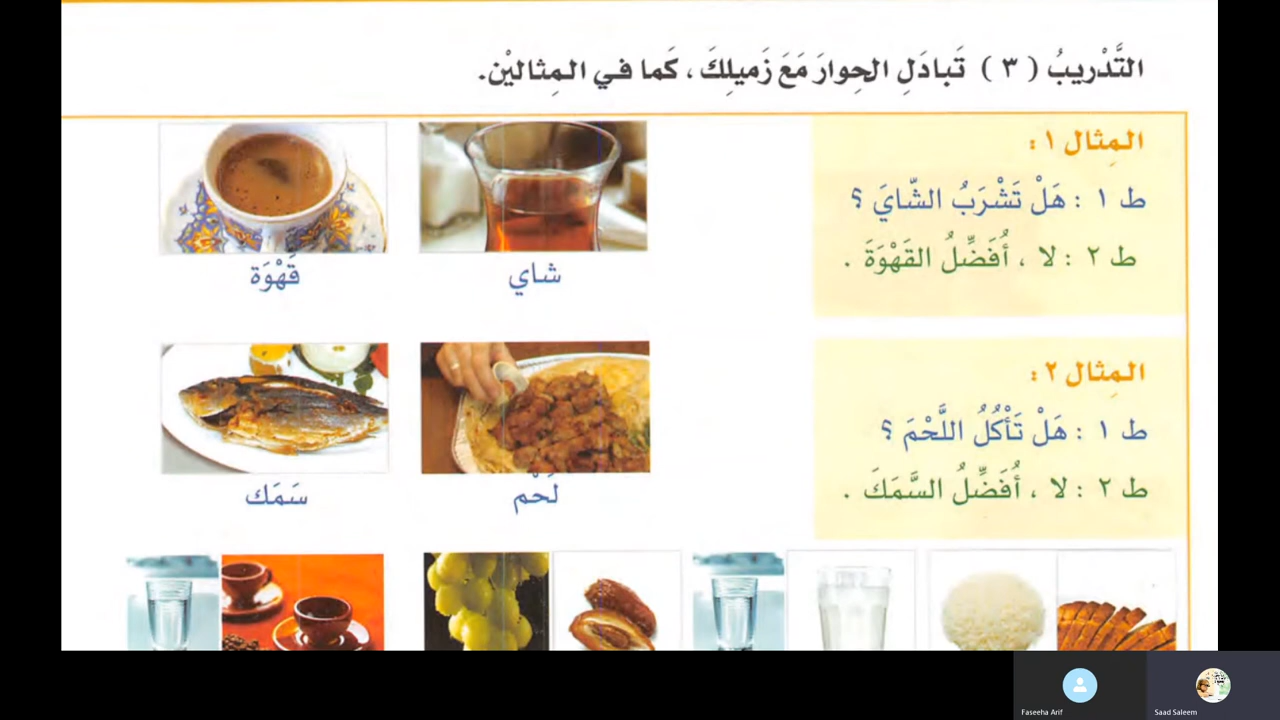 التَّدْريبُ ( ٣ ) تَبادَلِ الحِوارَ مَعَ زَميلِكَ ، كَما في المِثالَيْن.
المِثال ١ :
ط ١ : هَلْ تَشْرَبُ الشّايَ ؟
ط ٢ : لا ، أُفَضِّلُ القَهْوَةَ .
شاي
قَهْوَة
المِثال ٢ :
ط ١ : هَلْ تَأْكُلُ اللَّحْمَ ؟
ط ٢ : لا ، أُفَضِّلُ السَّمَكَ .
لَحْم
سَمَك
Faseeha Arif
Saad Saleem